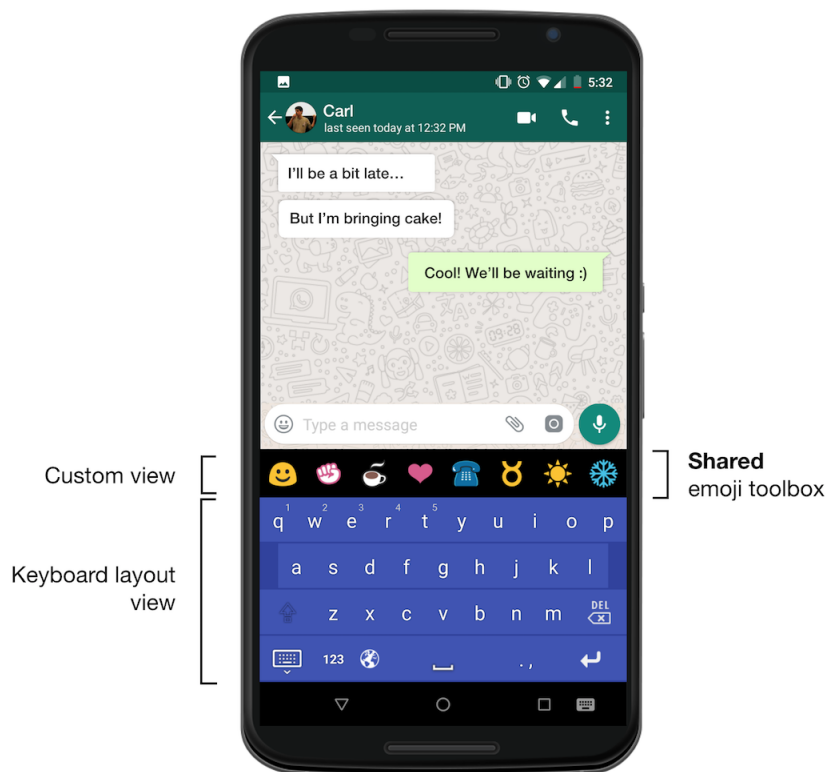 5:32
Carl
last seen today at 12:32 PM
I'll be a bit late...
But I'm bringing cake!
Cool! We'll be waiting :)
09:28
Type a message
Custom view
Shared
emoji toolbox
1 2 3 4 5
q w e r t y u i o p
Keyboard layout
view
a s d f g h j k l
z x c v b n m DEL
123 . ,